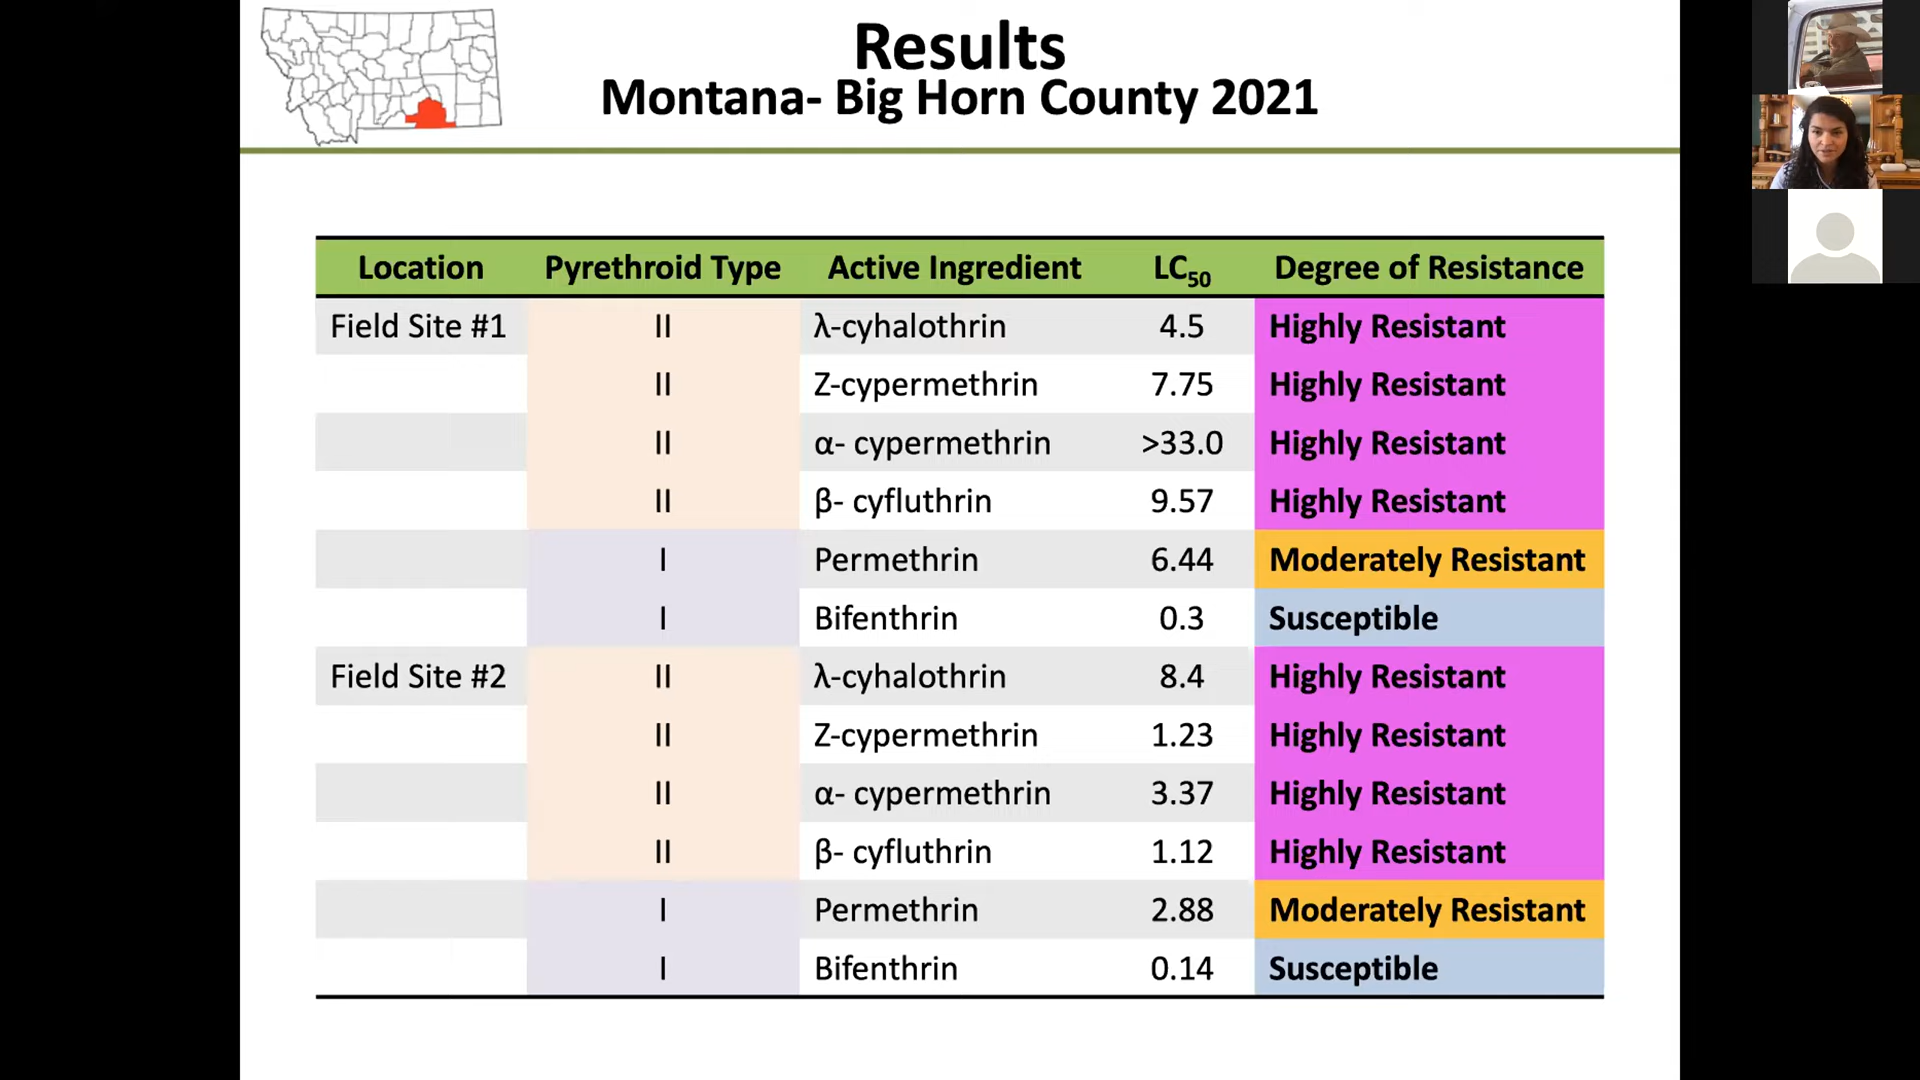 Results
Montana- Big Horn County 2021
Location Pyrethroid Type Active Ingredient LC50 Degree of Resistance
Field Site #1 II λ-cyhalothrin 4.5 Highly Resistant
II Z-cypermethrin 7.75 Highly Resistant
II α- cypermethrin >33.0 Highly Resistant
II β- cyfluthrin 9.57 Highly Resistant
I Permethrin 6.44 Moderately Resistant
I Bifenthrin 0.3 Susceptible
Field Site #2 II λ-cyhalothrin 8.4 Highly Resistant
II Z-cypermethrin 1.23 Highly Resistant
II α- cypermethrin 3.37 Highly Resistant
II β- cyfluthrin 1.12 Highly Resistant
I Permethrin 2.88 Moderately Resistant
I Bifenthrin 0.14 Susceptible